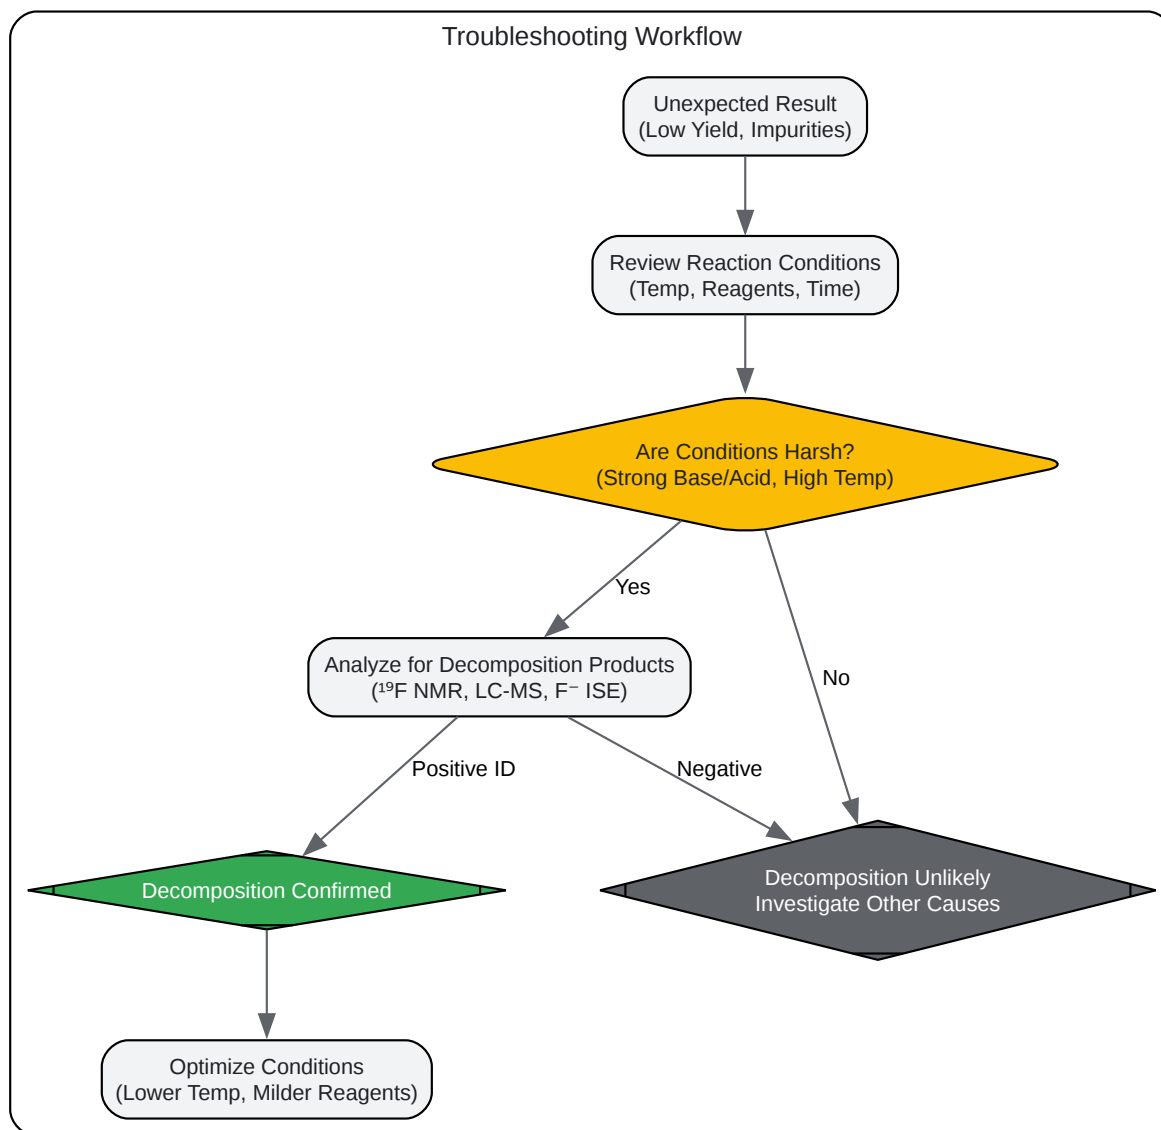 Troubleshooting Workflow
Unexpected Result
(Low Yield, Impurities)
Review Reaction Conditions
(Temp, Reagents, Time)
Are Conditions Harsh?
(Strong Base/Acid, High Temp)
Yes
No
Analyze for Decomposition Products
(¹⁹F NMR, LC-MS, F⁻ ISE)
Positive ID
Negative
Decomposition Confirmed
Decomposition Unlikely
Investigate Other Causes
Optimize Conditions
(Lower Temp, Milder Reagents)